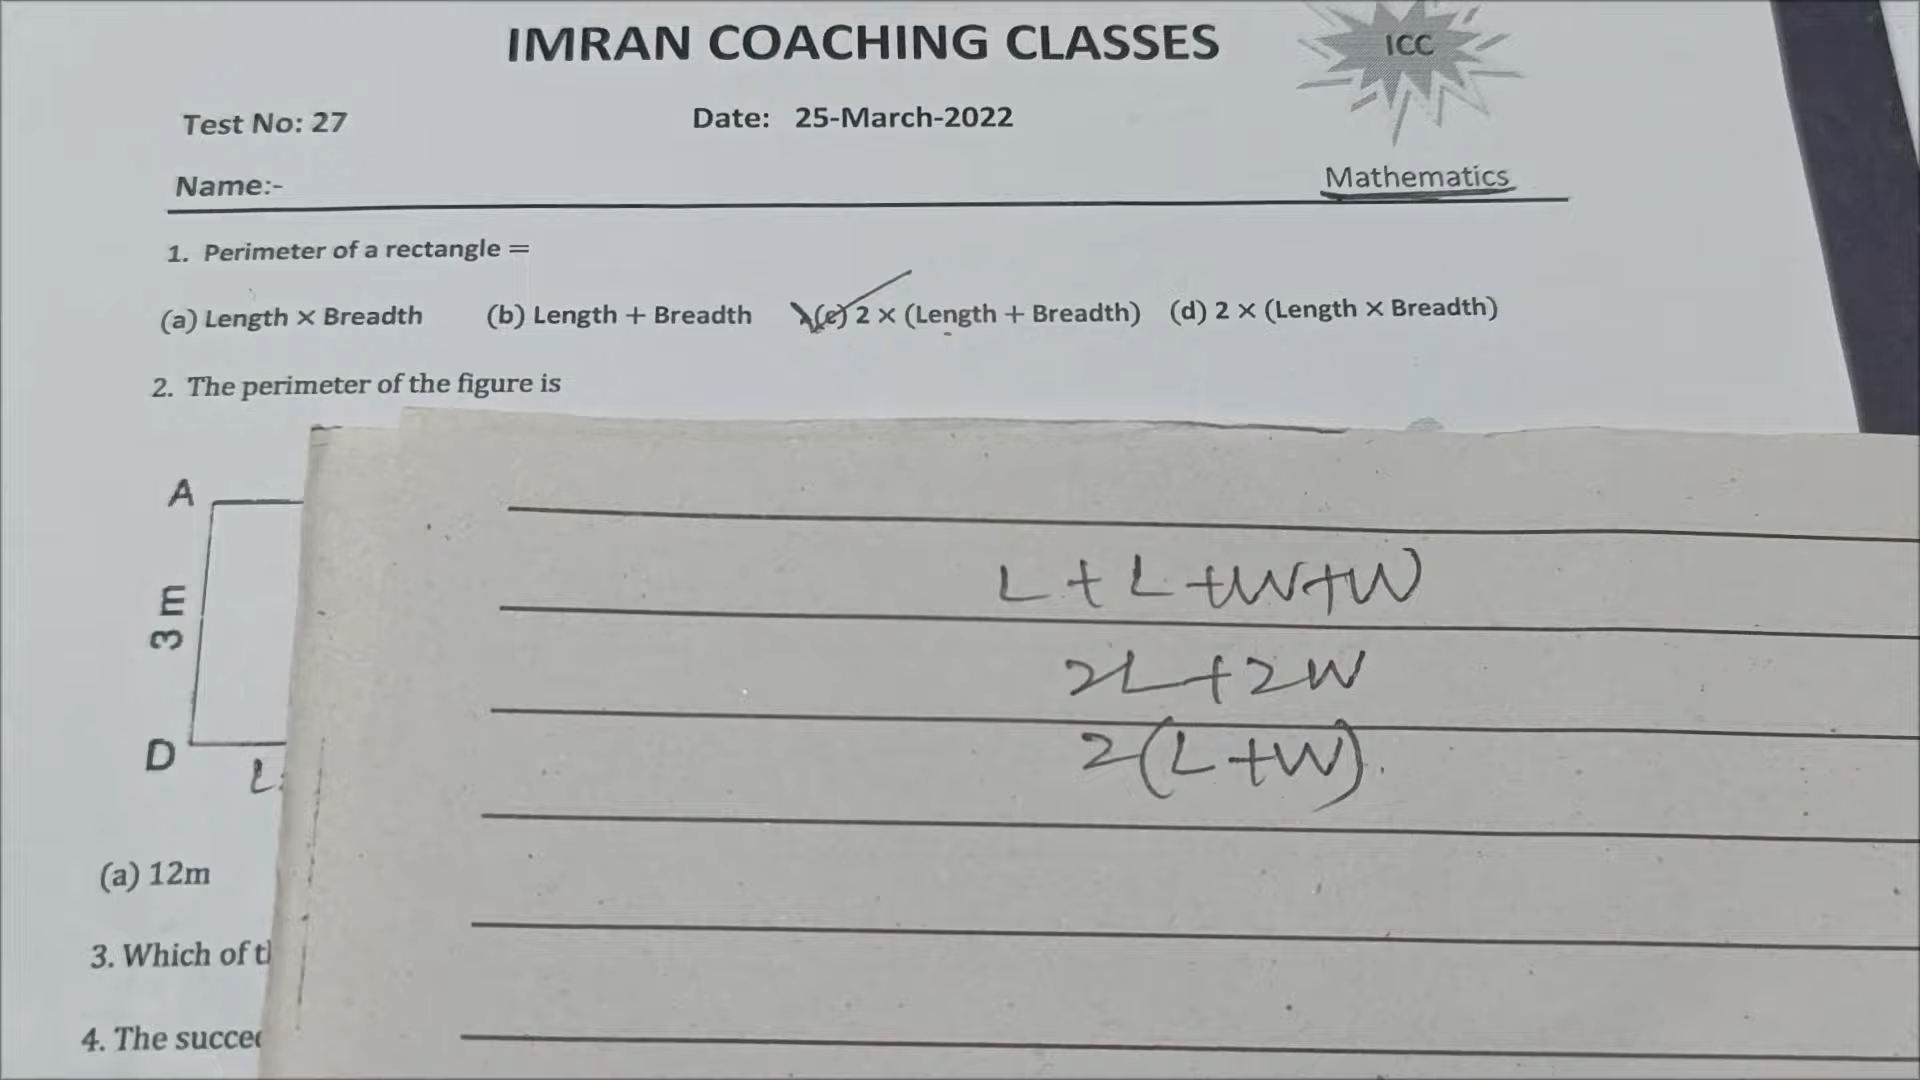 IMRAN COACHING CLASSES
ICC
Test No: 27
Date: 25-March-2022
Name:-
Mathematics
1. Perimeter of a rectangle =
(a) Length × Breadth (b) Length + Breadth (c) 2 × (Length + Breadth) (d) 2 × (Length × Breadth)
2. The perimeter of the figure is
A
3 m
D
L
L + L + W + W
2L + 2W
2(L + W).
(a) 12m
3. Which of
4. The